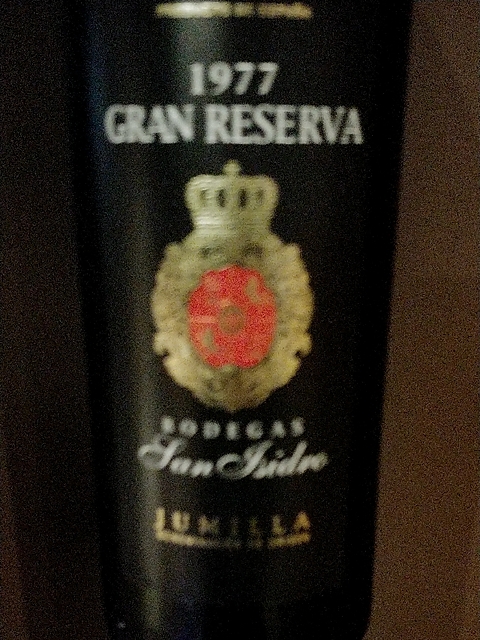 1977
GRAN RESERVA
BODEGAS
San Isidro
JUMILLA